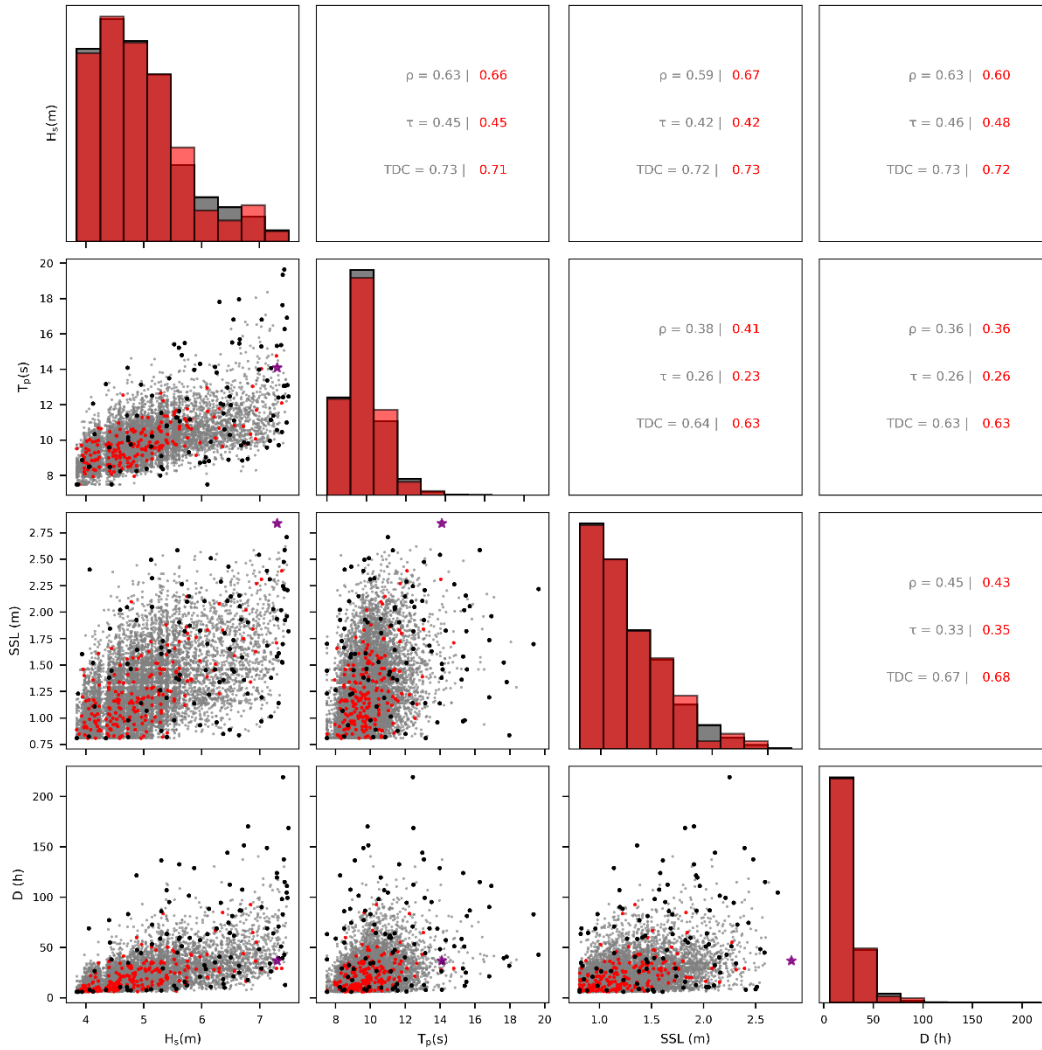 H_s(m)
ρ = 0.63 | 0.66
τ = 0.45 | 0.45
TDC = 0.73 | 0.71
ρ = 0.59 | 0.67
τ = 0.42 | 0.42
TDC = 0.72 | 0.73
ρ = 0.63 | 0.60
τ = 0.46 | 0.48
TDC = 0.73 | 0.72
T_p(s)
20
18
16
14
12
10
8
ρ = 0.38 | 0.41
τ = 0.26 | 0.23
TDC = 0.64 | 0.63
ρ = 0.36 | 0.36
τ = 0.26 | 0.26
TDC = 0.63 | 0.63
SSL (m)
2.75
2.50
2.25
2.00
1.75
1.50
1.25
1.00
0.75
ρ = 0.45 | 0.43
τ = 0.33 | 0.35
TDC = 0.67 | 0.68
D (h)
200
150
100
50
0
4 5 6 7
H_s(m)
8 10 12 14 16 18 20
T_p(s)
1.0 1.5 2.0 2.5
SSL (m)
0 50 100 150 200
D (h)